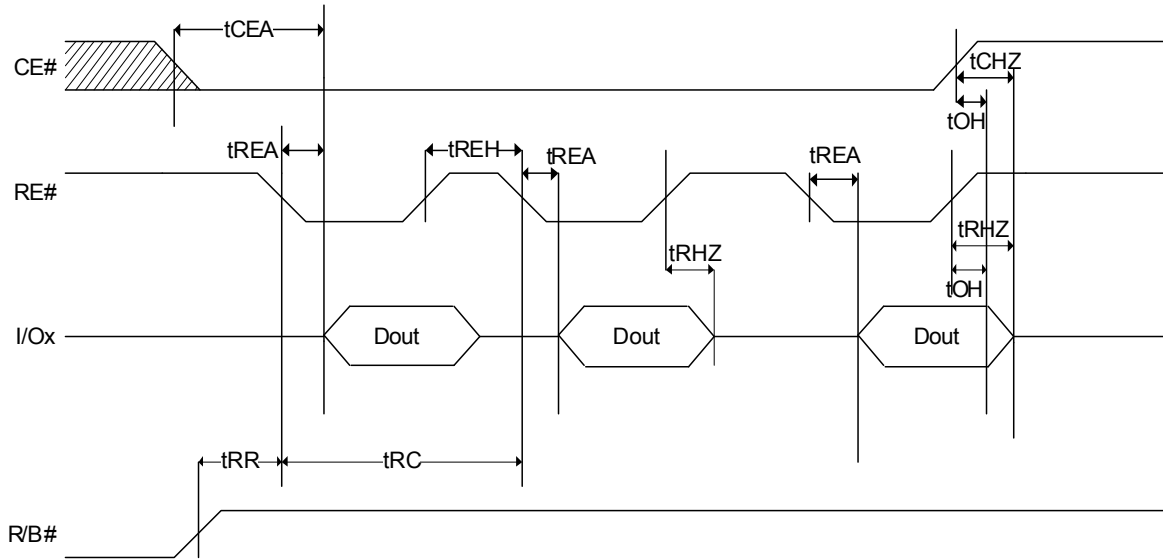 tCEA
CE#
tCHZ
tOH
tREA
tREH
tREA
tREA
RE#
tRHZ
tRHZ
tOH
I/Ox
Dout
Dout
Dout
tRR
tRC
R/B#